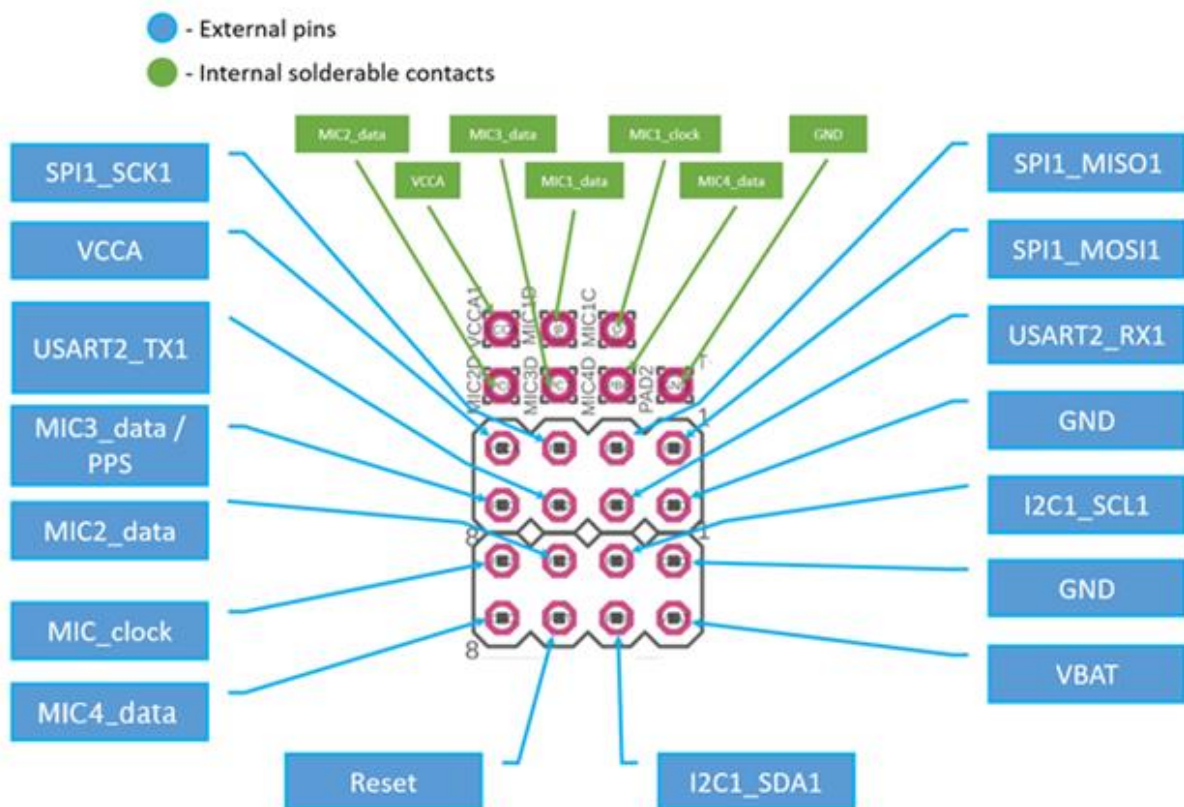 - External pins
- Internal solderable contacts
MIC2_data
MIC3_data
MIC1_clock
GND
VCCA
MIC1_data
MIC4_data
SPI1_SCK1
VCCA
USART2_TX1
MIC3_data /
PPS
MIC2_data
MIC_clock
MIC4_data
SPI1_MISO1
SPI1_MOSI1
USART2_RX1
GND
I2C1_SCL1
GND
VBAT
VCCA1
MIC1D
MIC1C
MIC2D
MIC3D
MIC4D
PAD2
1
8
1
8
Reset
I2C1_SDA1